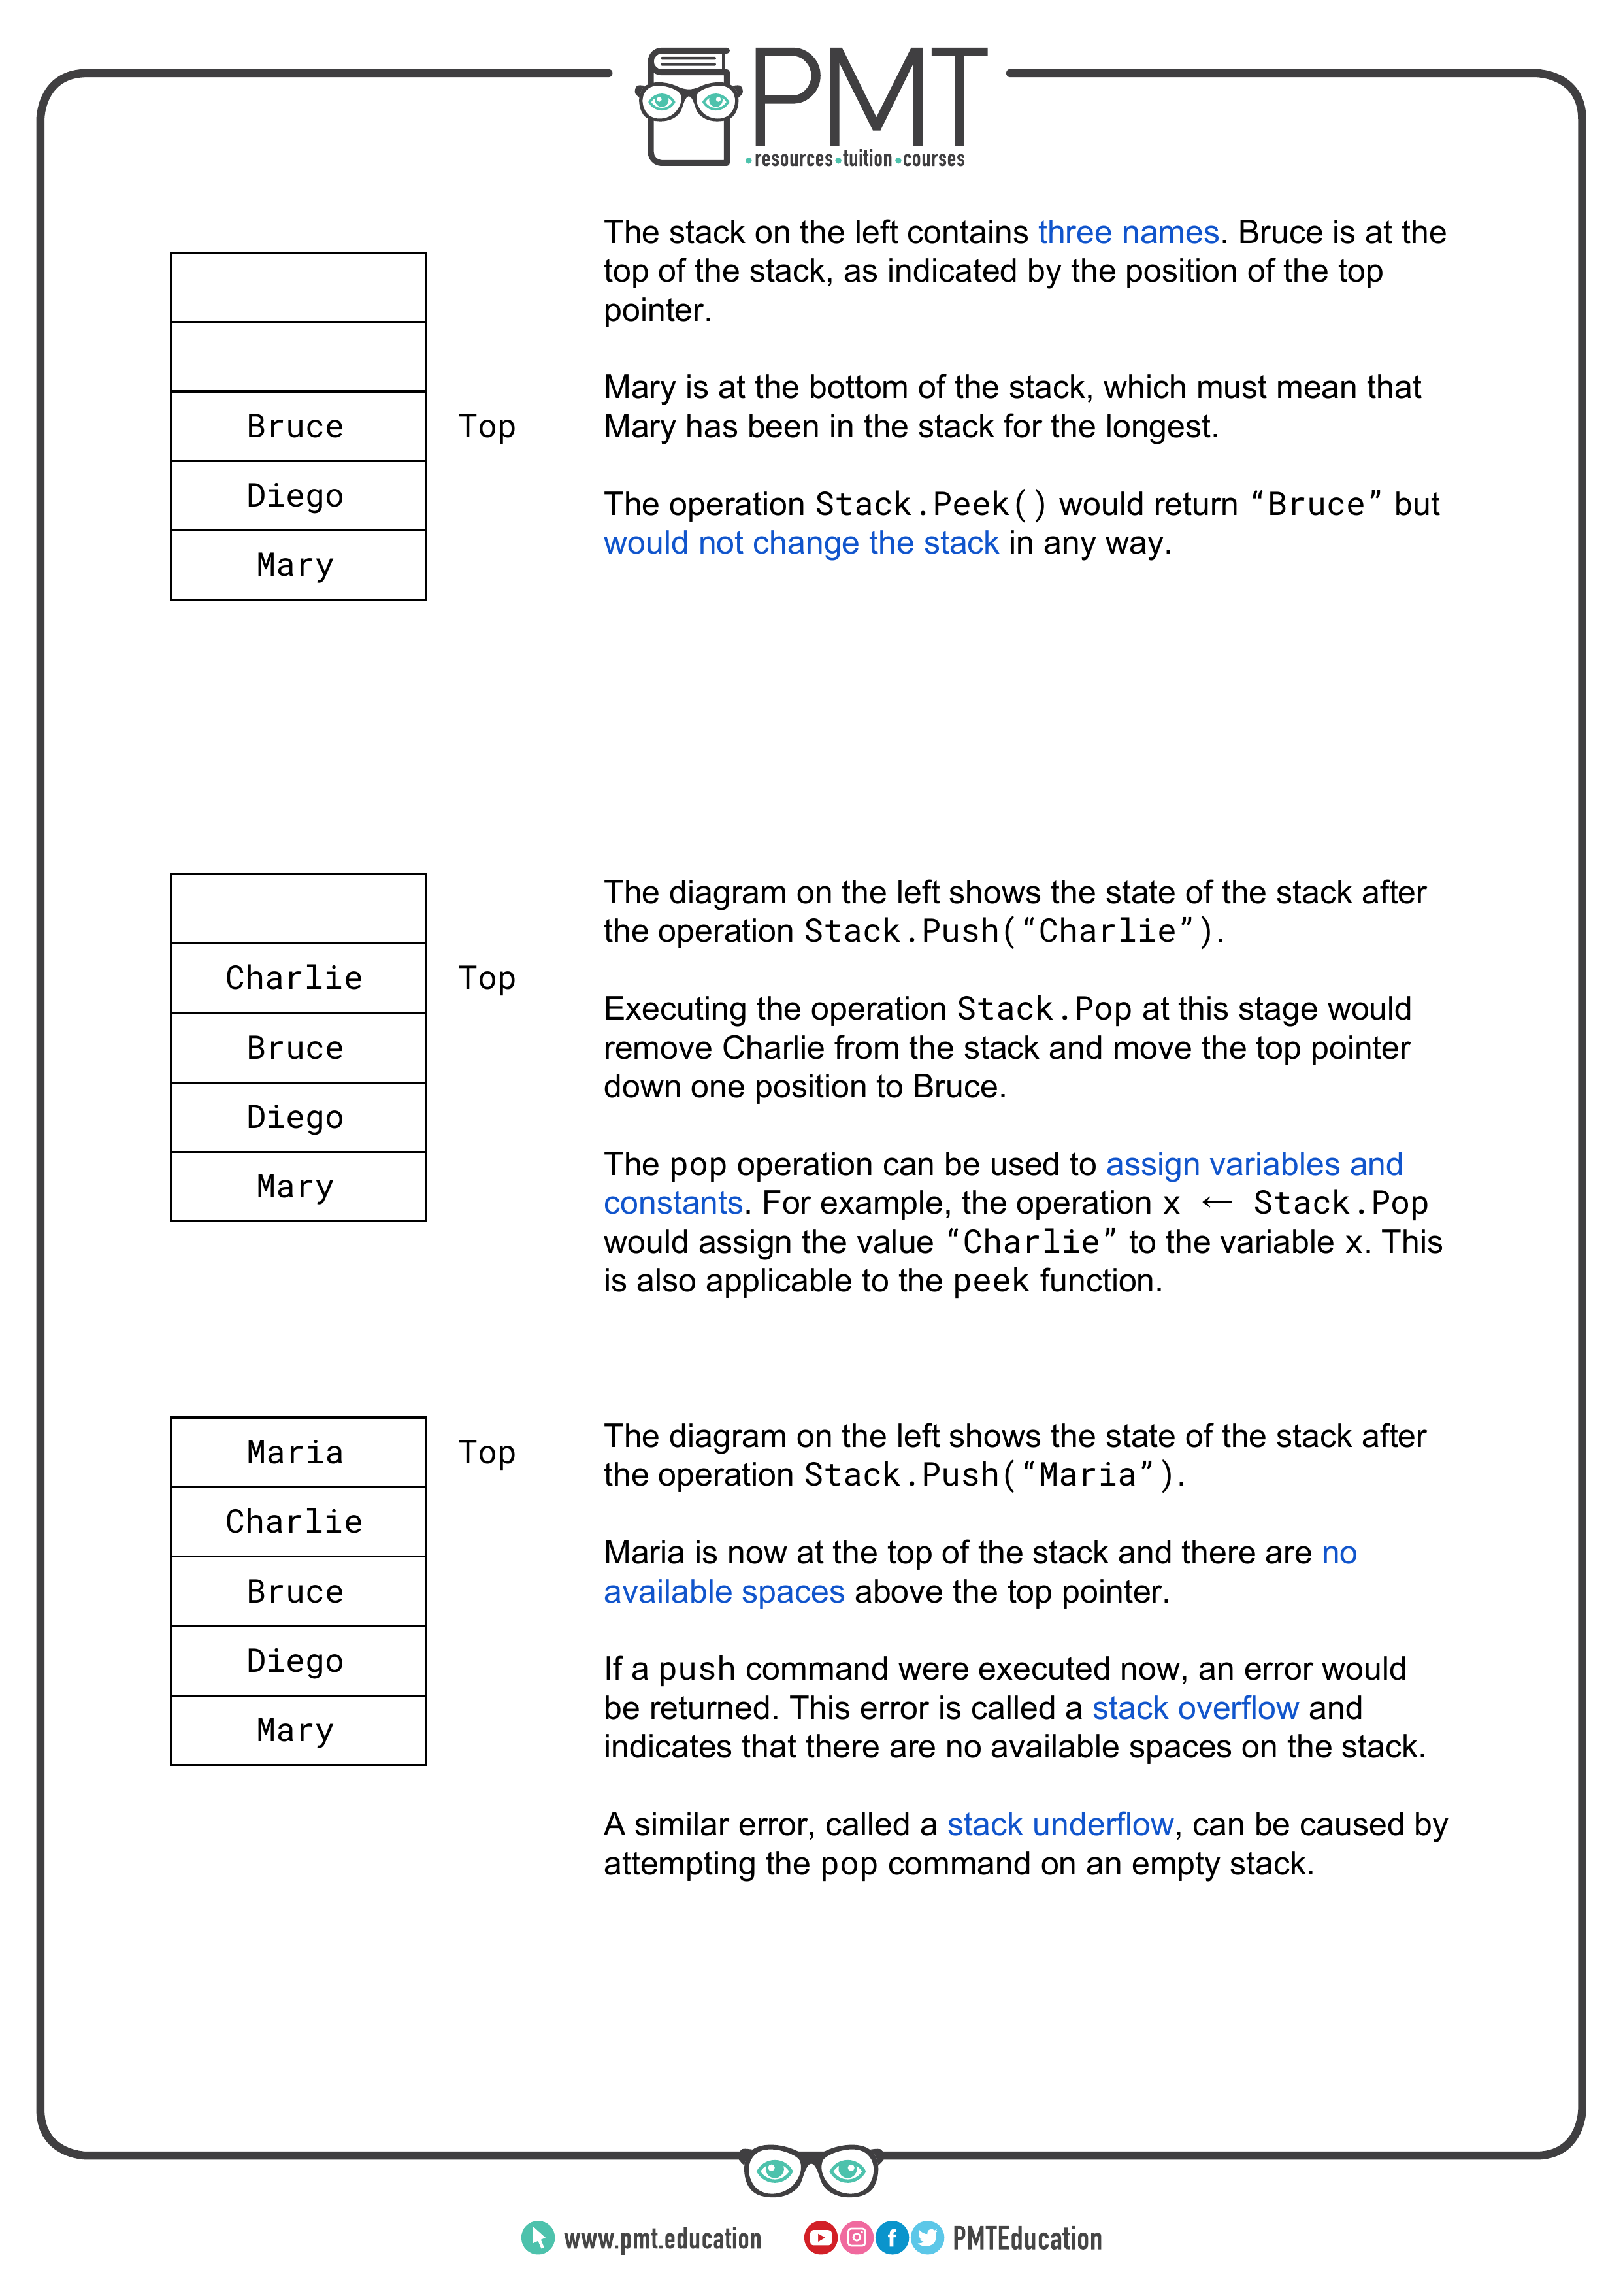 PMT
resources tuition courses
The stack on the left contains three names. Bruce is at the
top of the stack, as indicated by the position of the top
pointer.
Mary is at the bottom of the stack, which must mean that
Mary has been in the stack for the longest.
The operation Stack.Peek() would return “Bruce” but
would not change the stack in any way.
Bruce Top
Diego
Mary
The diagram on the left shows the state of the stack after
the operation Stack.Push(“Charlie”).
Executing the operation Stack.Pop at this stage would
remove Charlie from the stack and move the top pointer
down one position to Bruce.
The pop operation can be used to assign variables and
constants. For example, the operation x ← Stack.Pop
would assign the value “Charlie” to the variable x. This
is also applicable to the peek function.
Charlie Top
Bruce
Diego
Mary
The diagram on the left shows the state of the stack after
the operation Stack.Push(“Maria”).
Maria is now at the top of the stack and there are no
available spaces above the top pointer.
If a push command were executed now, an error would
be returned. This error is called a stack overflow and
indicates that there are no available spaces on the stack.
A similar error, called a stack underflow, can be caused by
attempting the pop command on an empty stack.
Maria Top
Charlie
Bruce
Diego
Mary
www.pmt.education PMTEducation